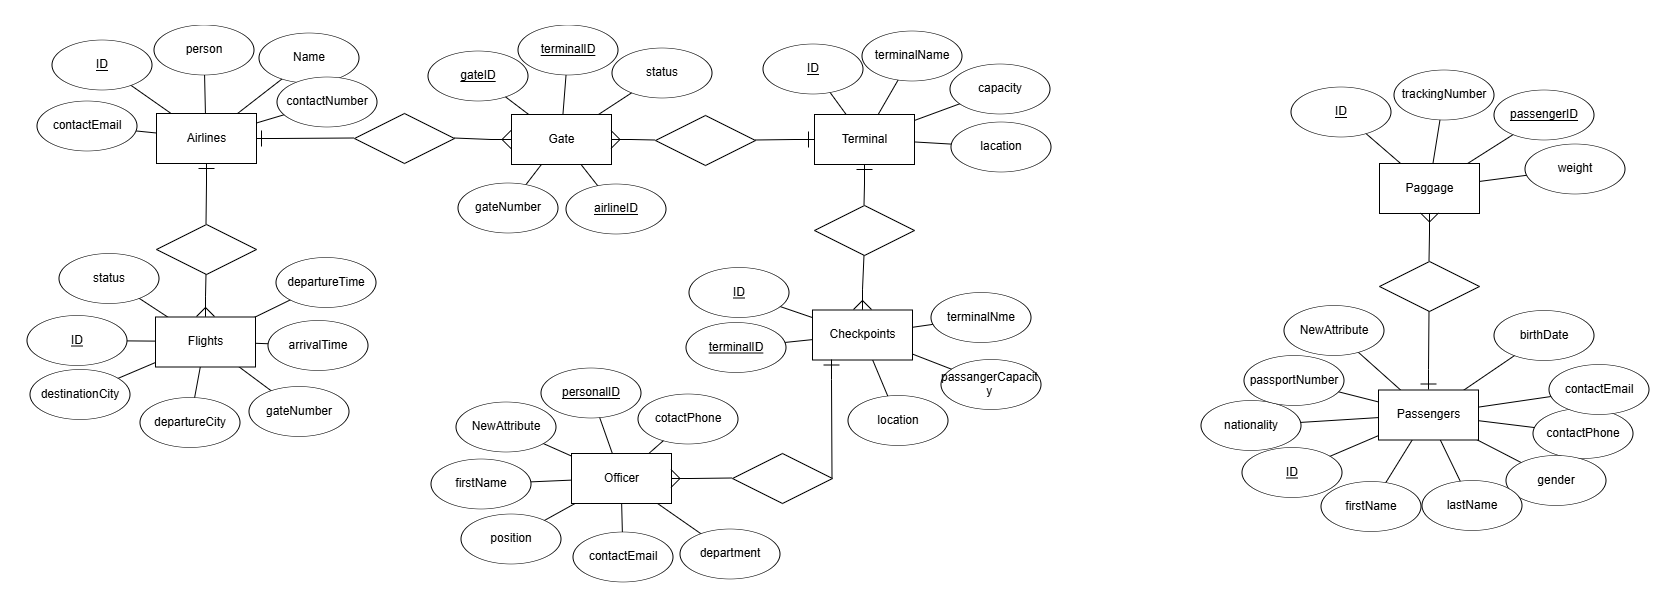 ID
person
Name
contactNumber
contactEmail
Airlines
gateID
terminalID
status
Gate
gateNumber
airlineID
ID
terminalName
capacity
lacation
Terminal
ID
trackingNumber
passengerID
weight
Paggage
status
departureTime
ID
Flights
arrivalTime
destinationCity
departureCity
gateNumber
ID
terminalNme
Checkpoints
terminalID
passangerCapacit
y
location
personalID
cotactPhone
NewAttribute
firstName
Officer
position
contactEmail
department
NewAttribute
birthDate
passportNumber
contactEmail
nationality
Passengers
contactPhone
ID
gender
firstName
lastName